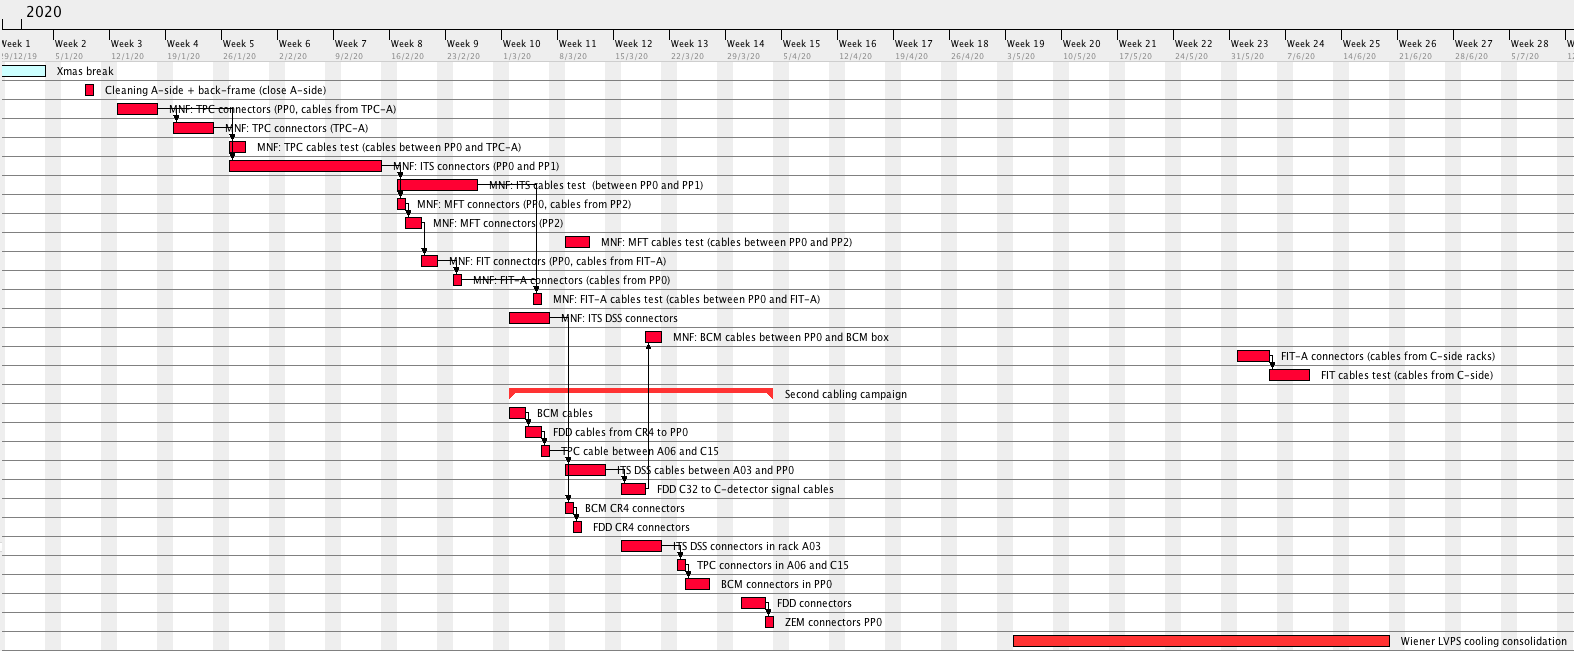 2020
Week 1 Week 2 Week 3 Week 4 Week 5 Week 6 Week 7 Week 8 Week 9 Week 10 Week 11 Week 12 Week 13 Week 14 Week 15 Week 16 Week 17 Week 18 Week 19 Week 20 Week 21 Week 22 Week 23 Week 24 Week 25 Week 26 Week 27 Week 28 W
29/12/19 5/1/20 12/1/20 19/1/20 26/1/20 2/2/20 9/2/20 16/2/20 23/2/20 1/3/20 8/3/20 15/3/20 22/3/20 29/3/20 5/4/20 12/4/20 19/4/20 26/4/20 3/5/20 10/5/20 17/5/20 24/5/20 31/5/20 7/6/20 14/6/20 21/6/20 28/6/20 5/7/20 12
Xmas break
Cleaning A-side + back-frame (close A-side)
MNF: TPC connectors (PP0, cables from TPC-A)
MNF: TPC connectors (TPC-A)
MNF: TPC cables test (cables between PP0 and TPC-A)
MNF: ITS connectors (PP0 and PP1)
MNF: ITS cables test (between PP0 and PP1)
MNF: MFT connectors (PP0, cables from PP2)
MNF: MFT connectors (PP2)
MNF: MFT cables test (cables between PP0 and PP2)
MNF: FIT connectors (PP0, cables from FIT-A)
MNF: FIT-A connectors (cables from PP0)
MNF: FIT-A cables test (cables between PP0 and FIT-A)
MNF: ITS DSS connectors
MNF: BCM cables between PP0 and BCM box
FIT-A connectors (cables from C-side racks)
FIT cables test (cables from C-side)
Second cabling campaign
BCM cables
FDD cables from CR4 to PP0
TPC cable between A06 and C15
ITS DSS cables between A03 and PP0
FDD C32 to C-detector signal cables
BCM CR4 connectors
FDD CR4 connectors
ITS DSS connectors in rack A03
TPC connectors in A06 and C15
BCM connectors in PP0
FDD connectors
ZEM connectors PP0
Wiener LVPS cooling consolidation